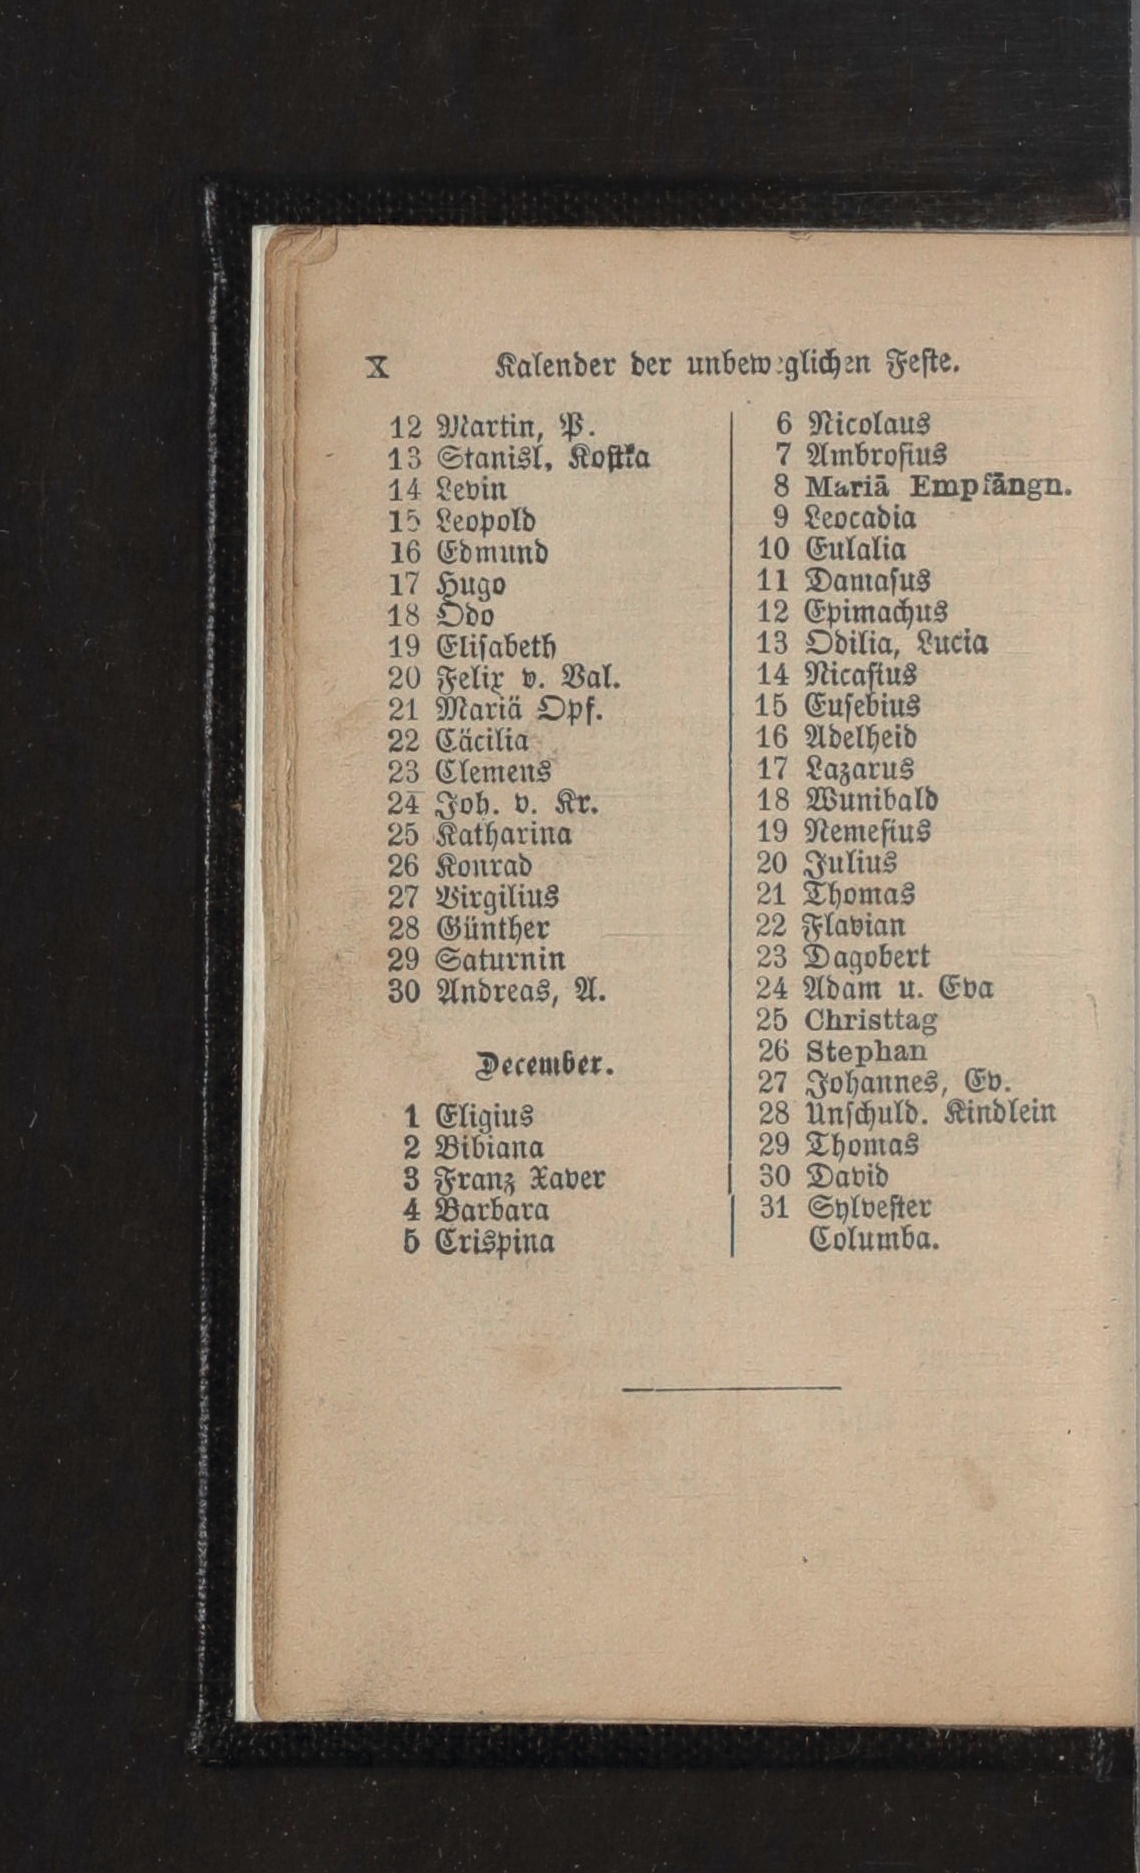 X Kalender der unbeweglichen Feste.
12 Martin, P.
13 Stanisl. Kostka
14 Levin
15 Leopold
16 Edmund
17 Hugo
18 Odo
19 Elisabeth
20 Felix v. Val.
21 Mariä Opf.
22 Cäcilia
23 Clemens
24 Joh. v. Kr.
25 Katharina
26 Konrad
27 Virgilius
28 Günther
29 Saturnin
30 Andreas, A.
December.
1 Eligius
2 Bibiana
3 Franz Xaver
4 Barbara
5 Crispina
6 Nicolaus
7 Ambrosius
8 Mariä Empfängn.
9 Leocadia
10 Eulalia
11 Damasus
12 Epimachus
13 Odilia, Lucia
14 Nicasius
15 Eusebius
16 Adelheid
17 Lazarus
18 Wunibald
19 Nemesius
20 Julius
21 Thomas
22 Flavian
23 Dagobert
24 Adam u. Eva
25 Christtag
26 Stephan
27 Johannes, Ev.
28 Unschuld. Kindlein
29 Thomas
30 David
31 Sylvester
Columba.